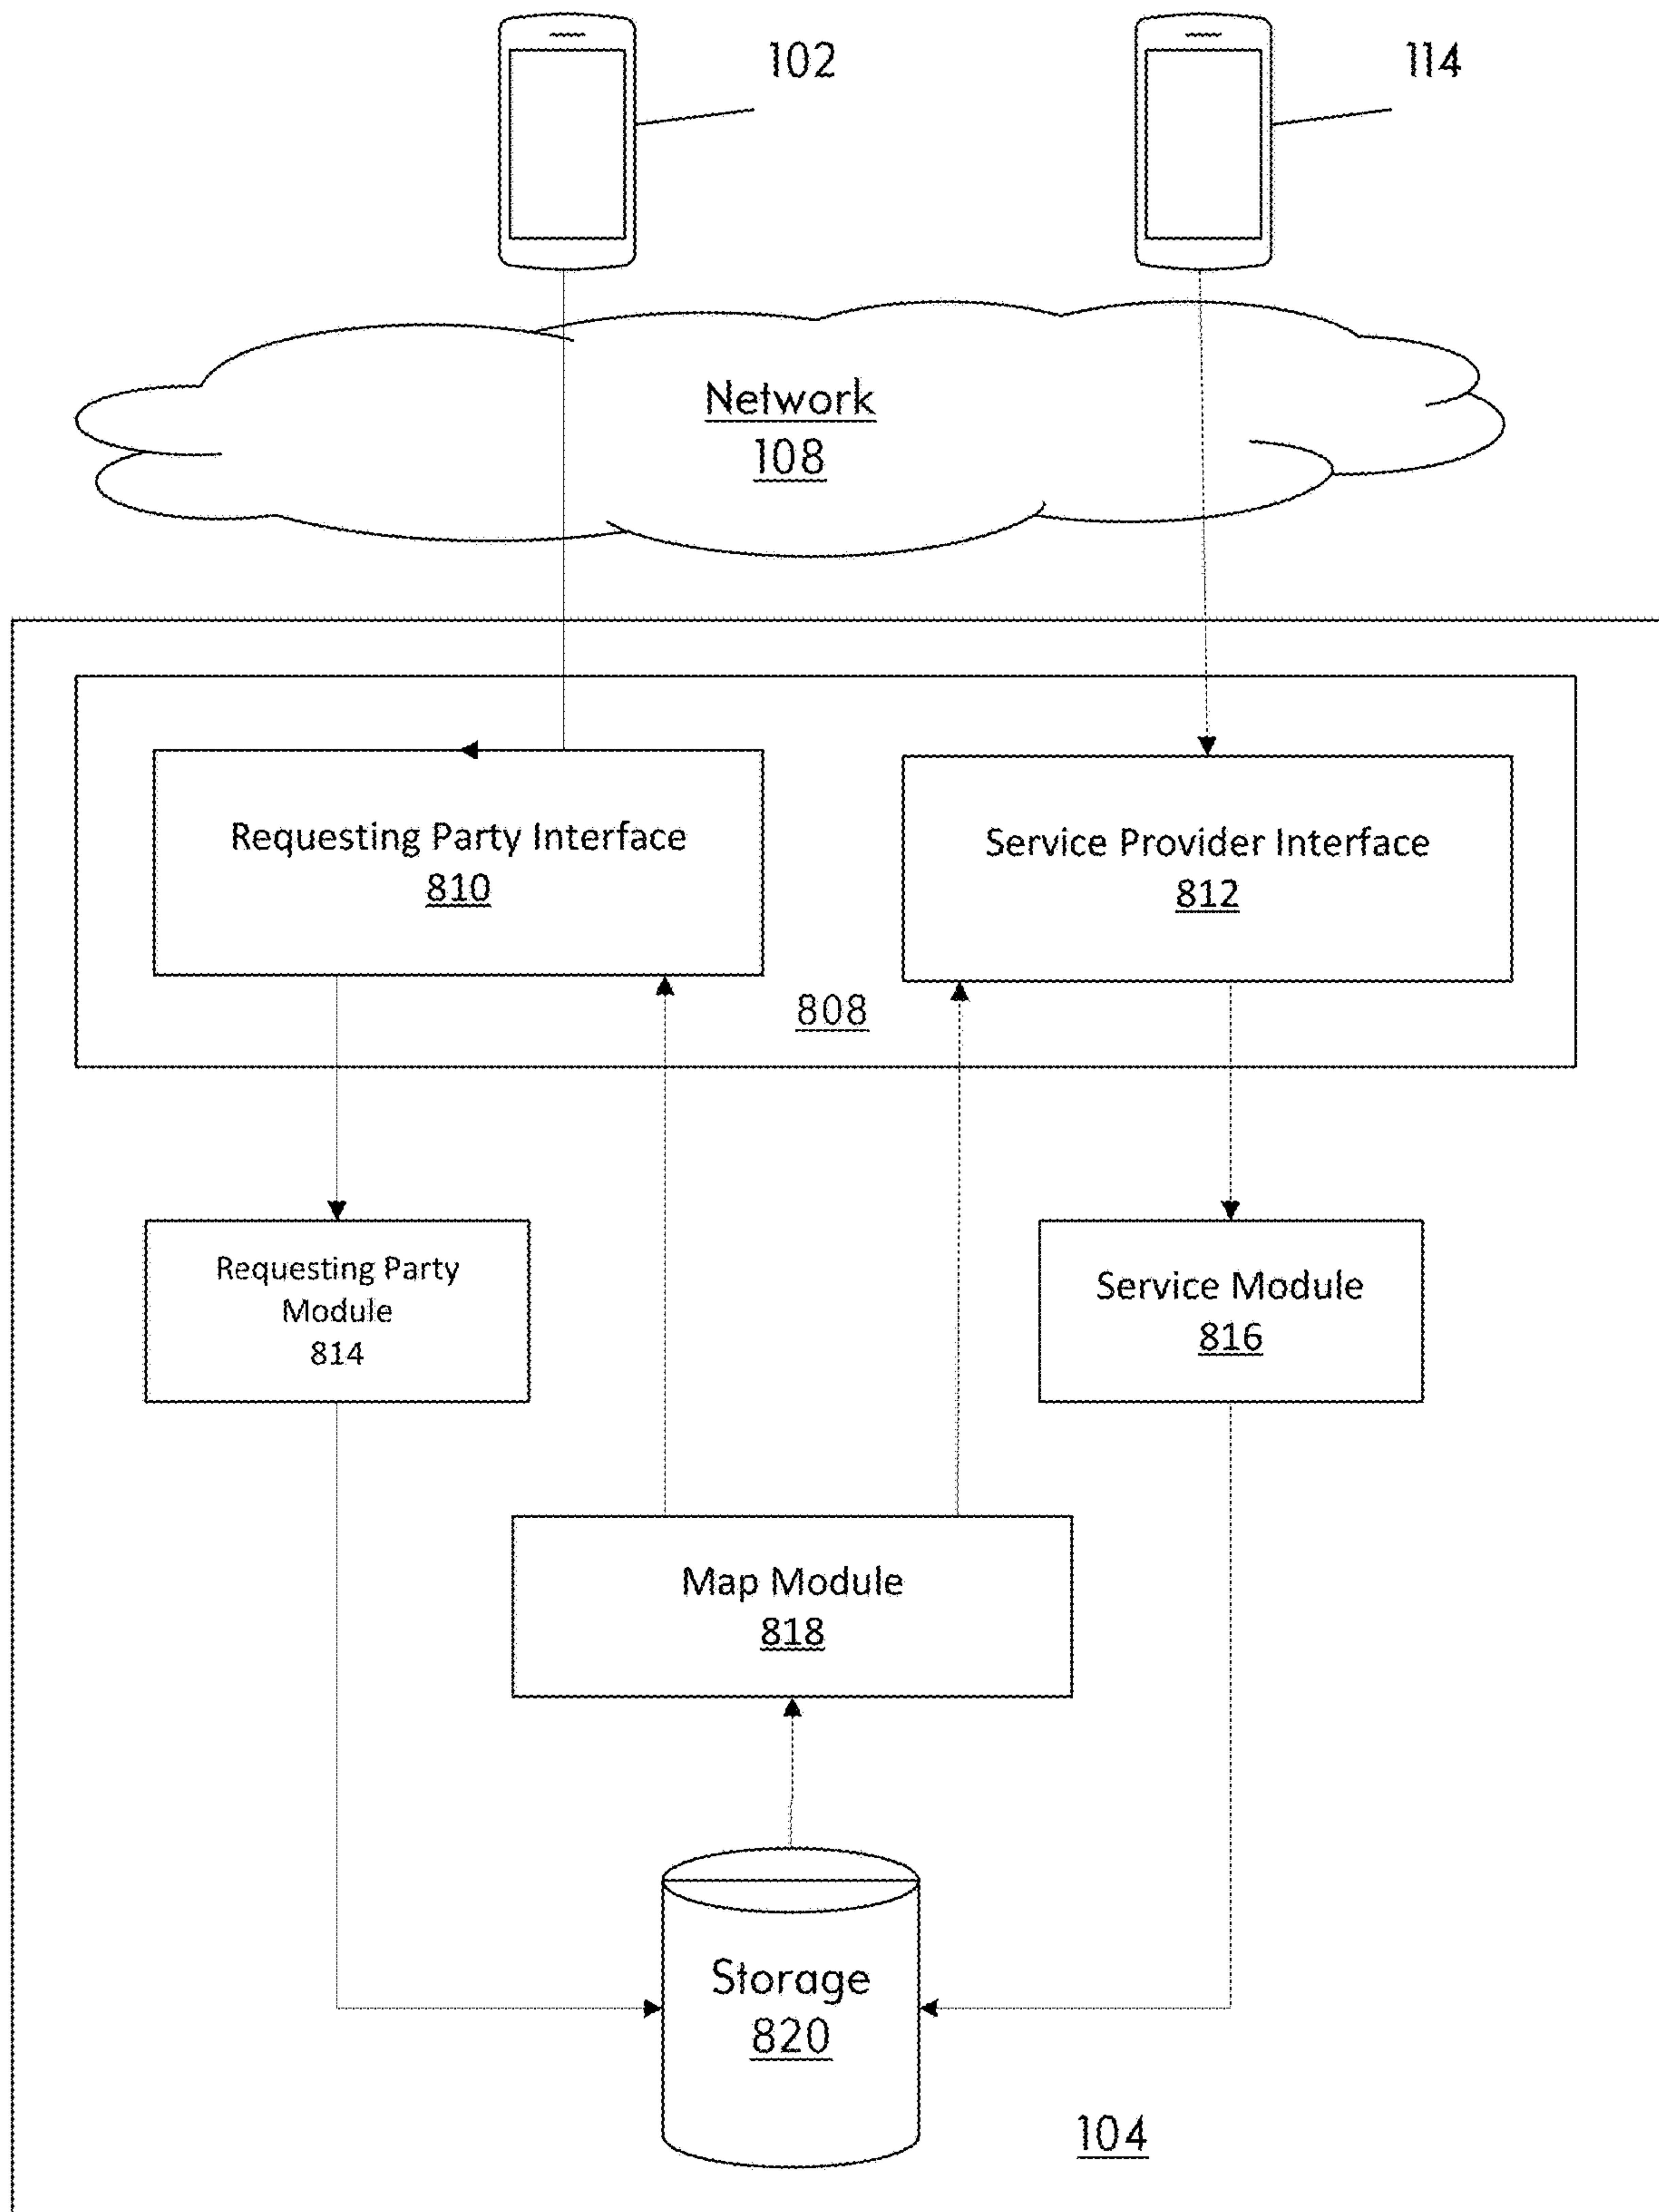 102
114
Network
108
Requesting Party Interface
810
Service Provider Interface
812
808
Requesting Party
Module
814
Service Module
816
Map Module
818
Storage
820
104